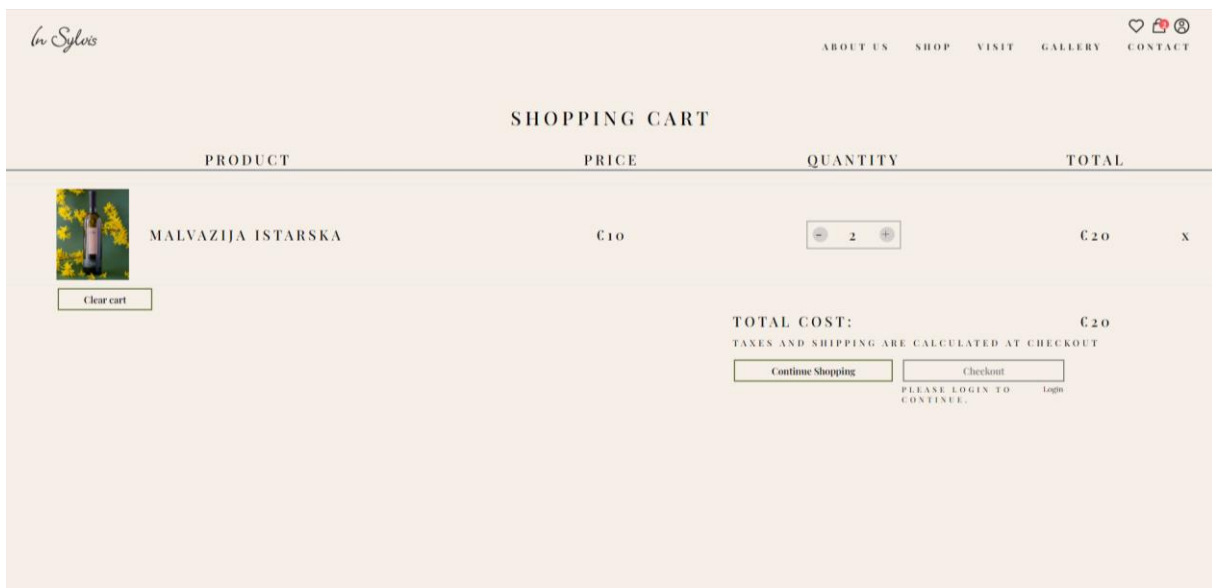 In Sylvis
ABOUT US SHOP VISIT GALLERY CONTACT
SHOPPING CART
PRODUCT PRICE QUANTITY TOTAL
MALVAZIJA ISTARSKA €10 - 2 + €20 X
Clear cart
TOTAL COST: €20
TAXES AND SHIPPING ARE CALCULATED AT CHECKOUT
Continue Shopping Checkout
PLEASE LOGIN TO Login
CONTINUE.